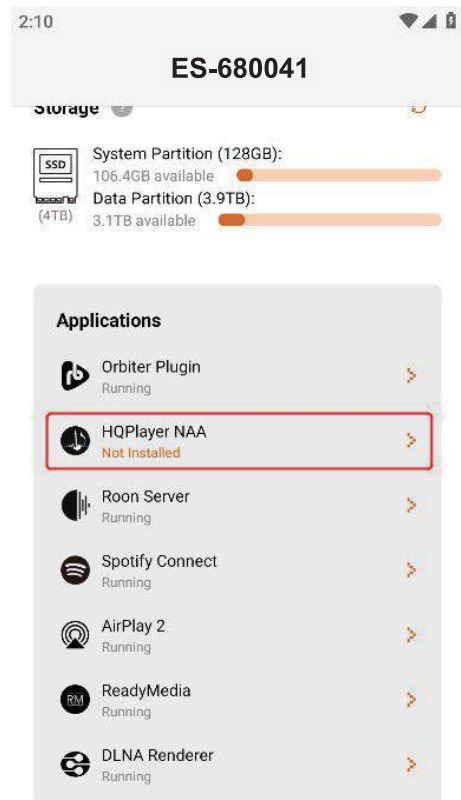 2:10
ES-680041
Storage ?
SSD
System Partition (128GB):
106.4GB available
Data Partition (3.9TB):
(4TB)
3.1TB available
Applications
Orbiter Plugin
Running
HQPlayer NAA
Not Installed
Roon Server
Running
Spotify Connect
Running
AirPlay 2
Running
RM
ReadyMedia
Running
DLNA Renderer
Running